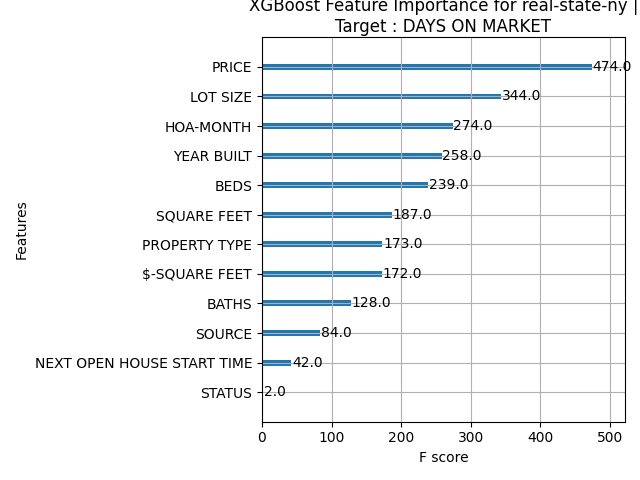 XGBoost Feature Importance for real-state-ny |
Target : DAYS ON MARKET
Features
PRICE 474.0
LOT SIZE 344.0
HOA-MONTH 274.0
YEAR BUILT 258.0
BEDS 239.0
SQUARE FEET 187.0
PROPERTY TYPE 173.0
$-SQUARE FEET 172.0
BATHS 128.0
SOURCE 84.0
NEXT OPEN HOUSE START TIME 42.0
STATUS 2.0
0 100 200 300 400 500
F score